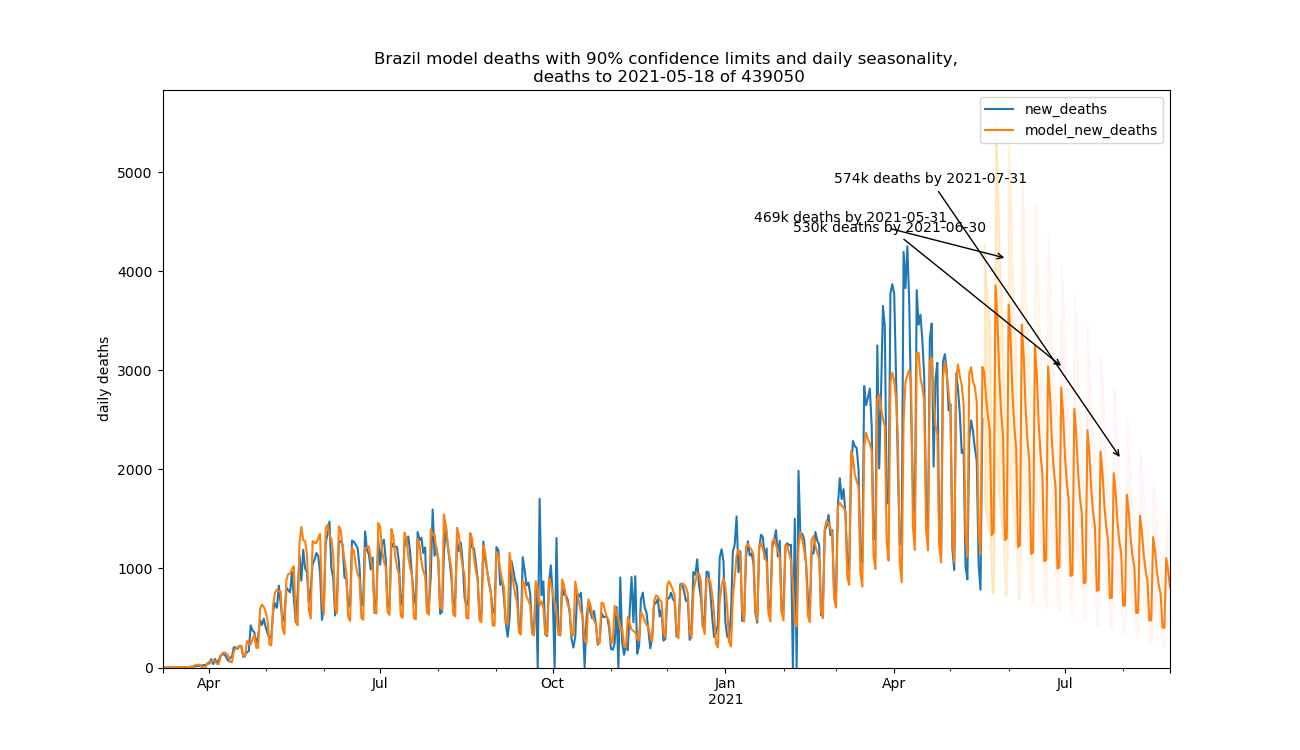 Brazil model deaths with 90% confidence limits and daily seasonality,
deaths to 2021-05-18 of 439050
new_deaths
model_new_deaths
574k deaths by 2021-07-31
469k deaths by 2021-05-31
530k deaths by 2021-06-30
daily deaths
5000
4000
3000
2000
1000
0
Apr
Jul
Oct
Jan
Apr
Jul
2021